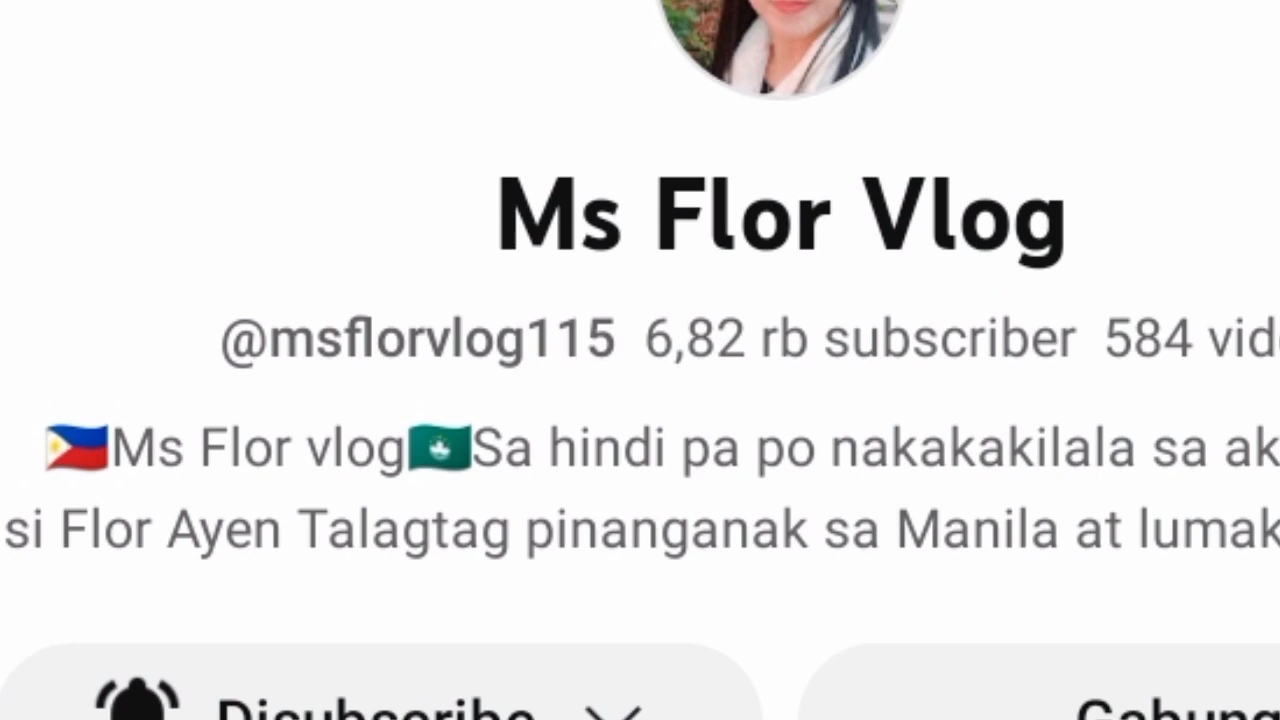 Ms Flor Vlog
@msflorvlog115 6,82 rb subscriber 584
🇵🇭Ms Flor vlog🇲🇴Sa hindi pa po nakakakilala sa
si Flor Ayen Talagtag pinanganak sa Manila at
Disubscribe